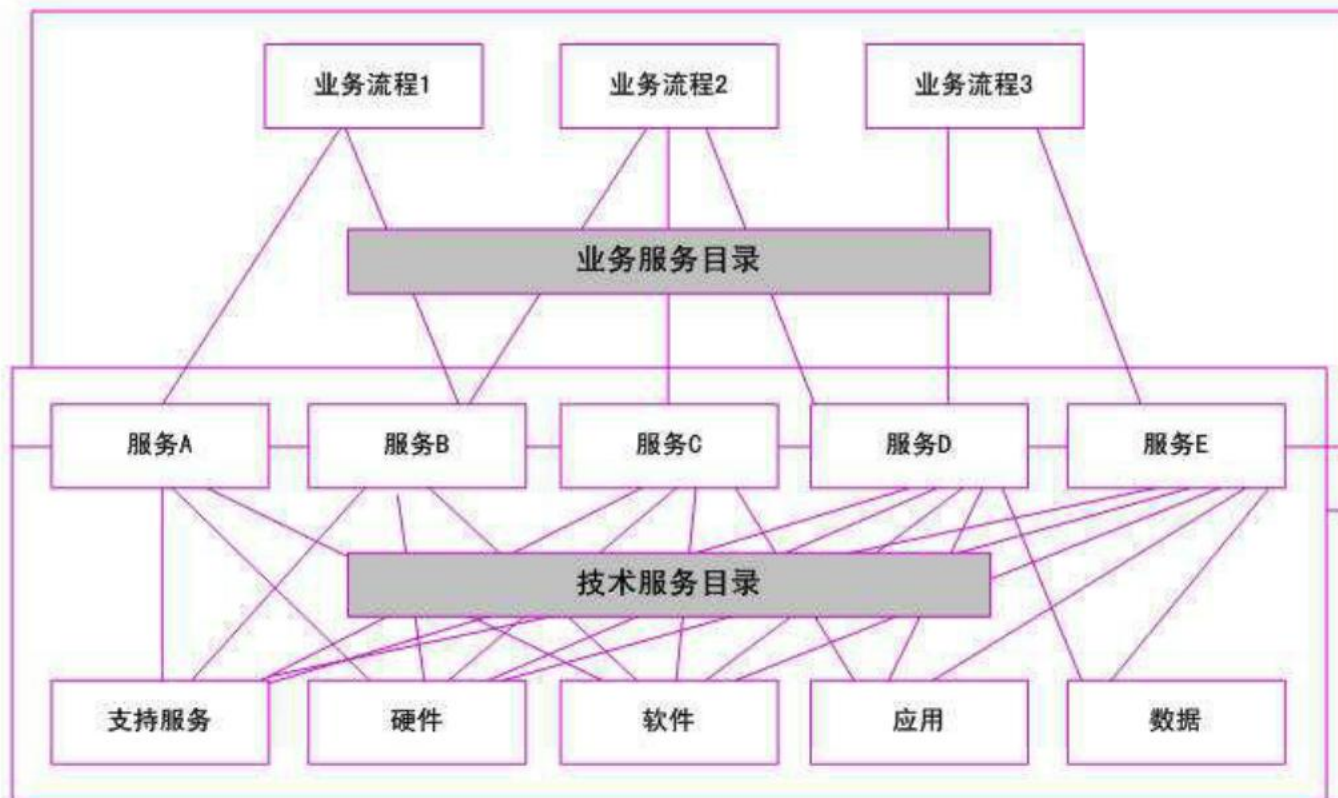 业务流程1
业务流程2
业务流程3
业务服务目录
服务A
服务B
服务C
服务D
服务E
技术服务目录
支持服务
硬件
软件
应用
数据